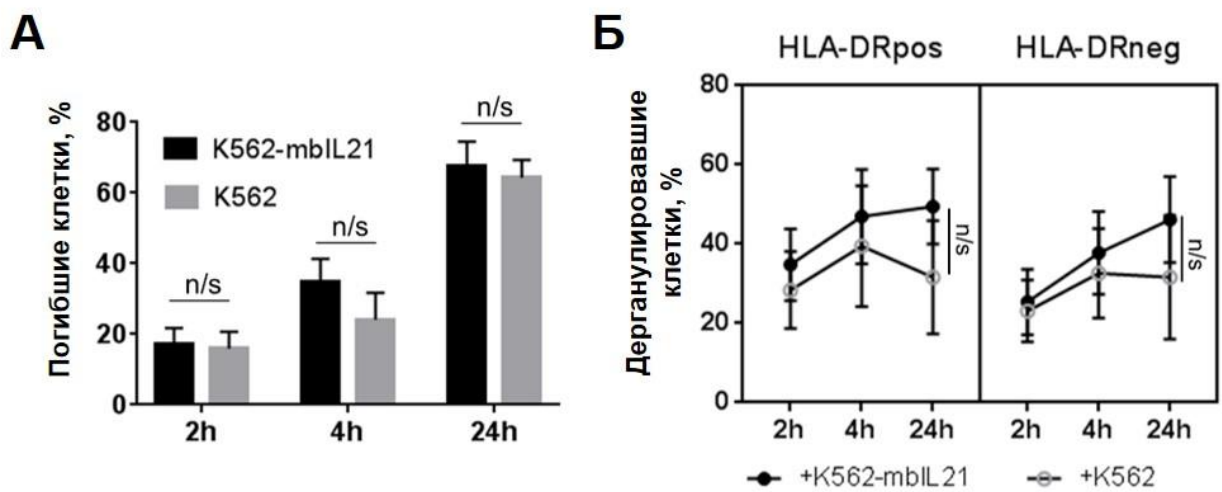 А
Погибшие клетки, %
80
60
40
20
0
K562-mbIL21
K562
n/s
n/s
n/s
2h
4h
24h
Б
HLA-DRpos
HLA-DRneg
Дергранулировавшие
клетки, %
80
60
40
20
0
n/s
n/s
2h
4h
24h
2h
4h
24h
+K562-mbIL21
+K562